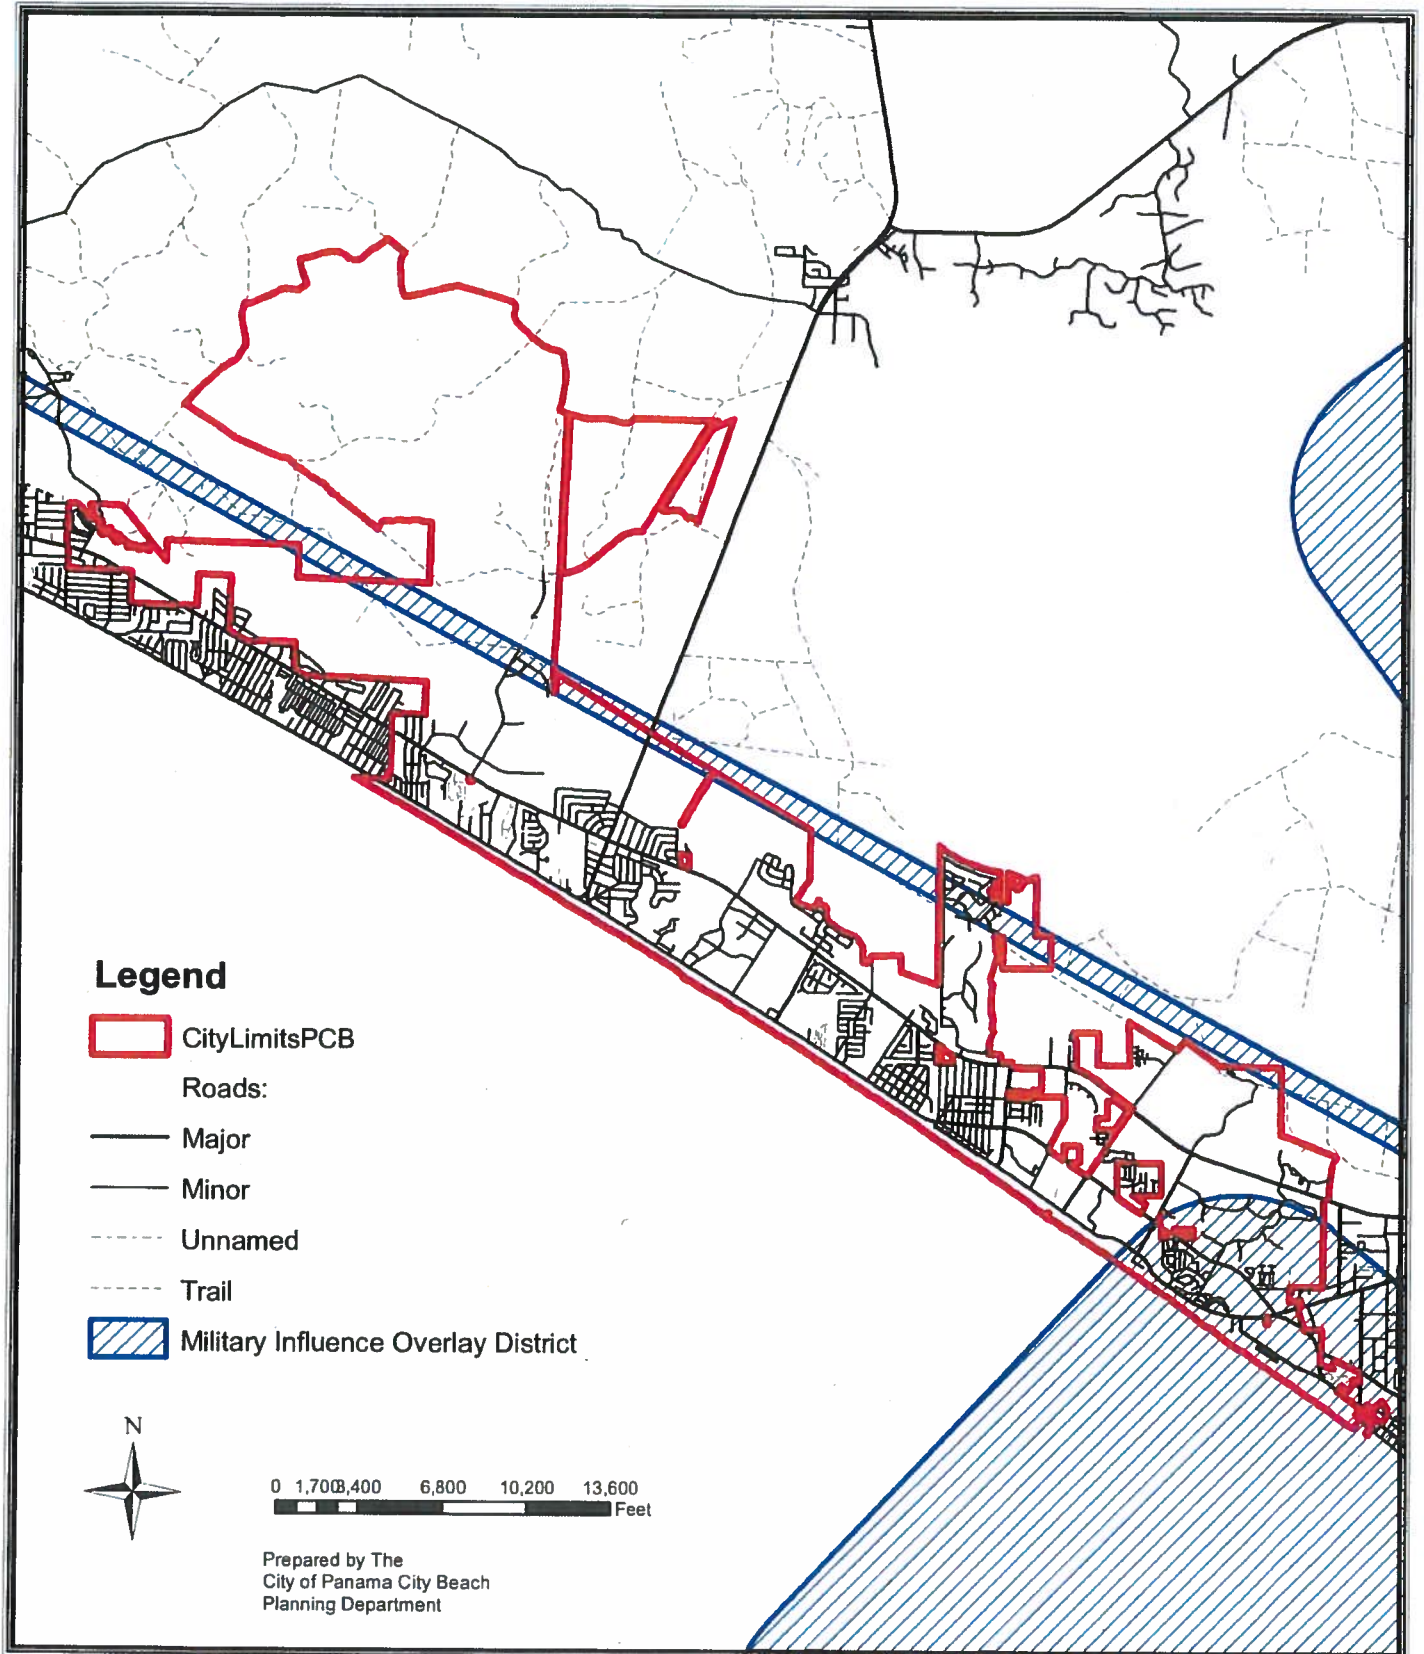 Legend
CityLimitsPCB
Roads:
Major
Minor
Unnamed
Trail
Military Influence Overlay District
N
0 1,700 3,400 6,800 10,200 13,600
Feet
Prepared by The
City of Panama City Beach
Planning Department